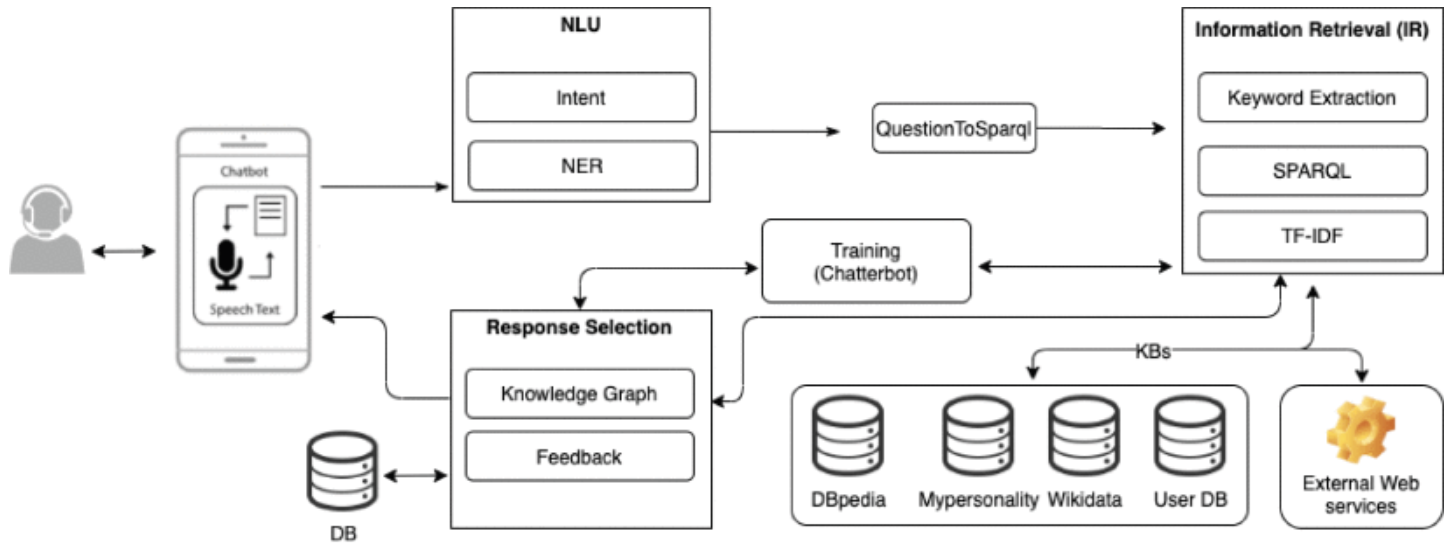 NLU
Intent
NER
QuestionToSparql
Information Retrieval (IR)
Keyword Extraction
SPARQL
TF-IDF
Chatbot
Speech Text
Training
(Chatterbot)
Response Selection
Knowledge Graph
Feedback
DB
KBs
DBpedia
Mypersonality
Wikidata
User DB
External Web
services